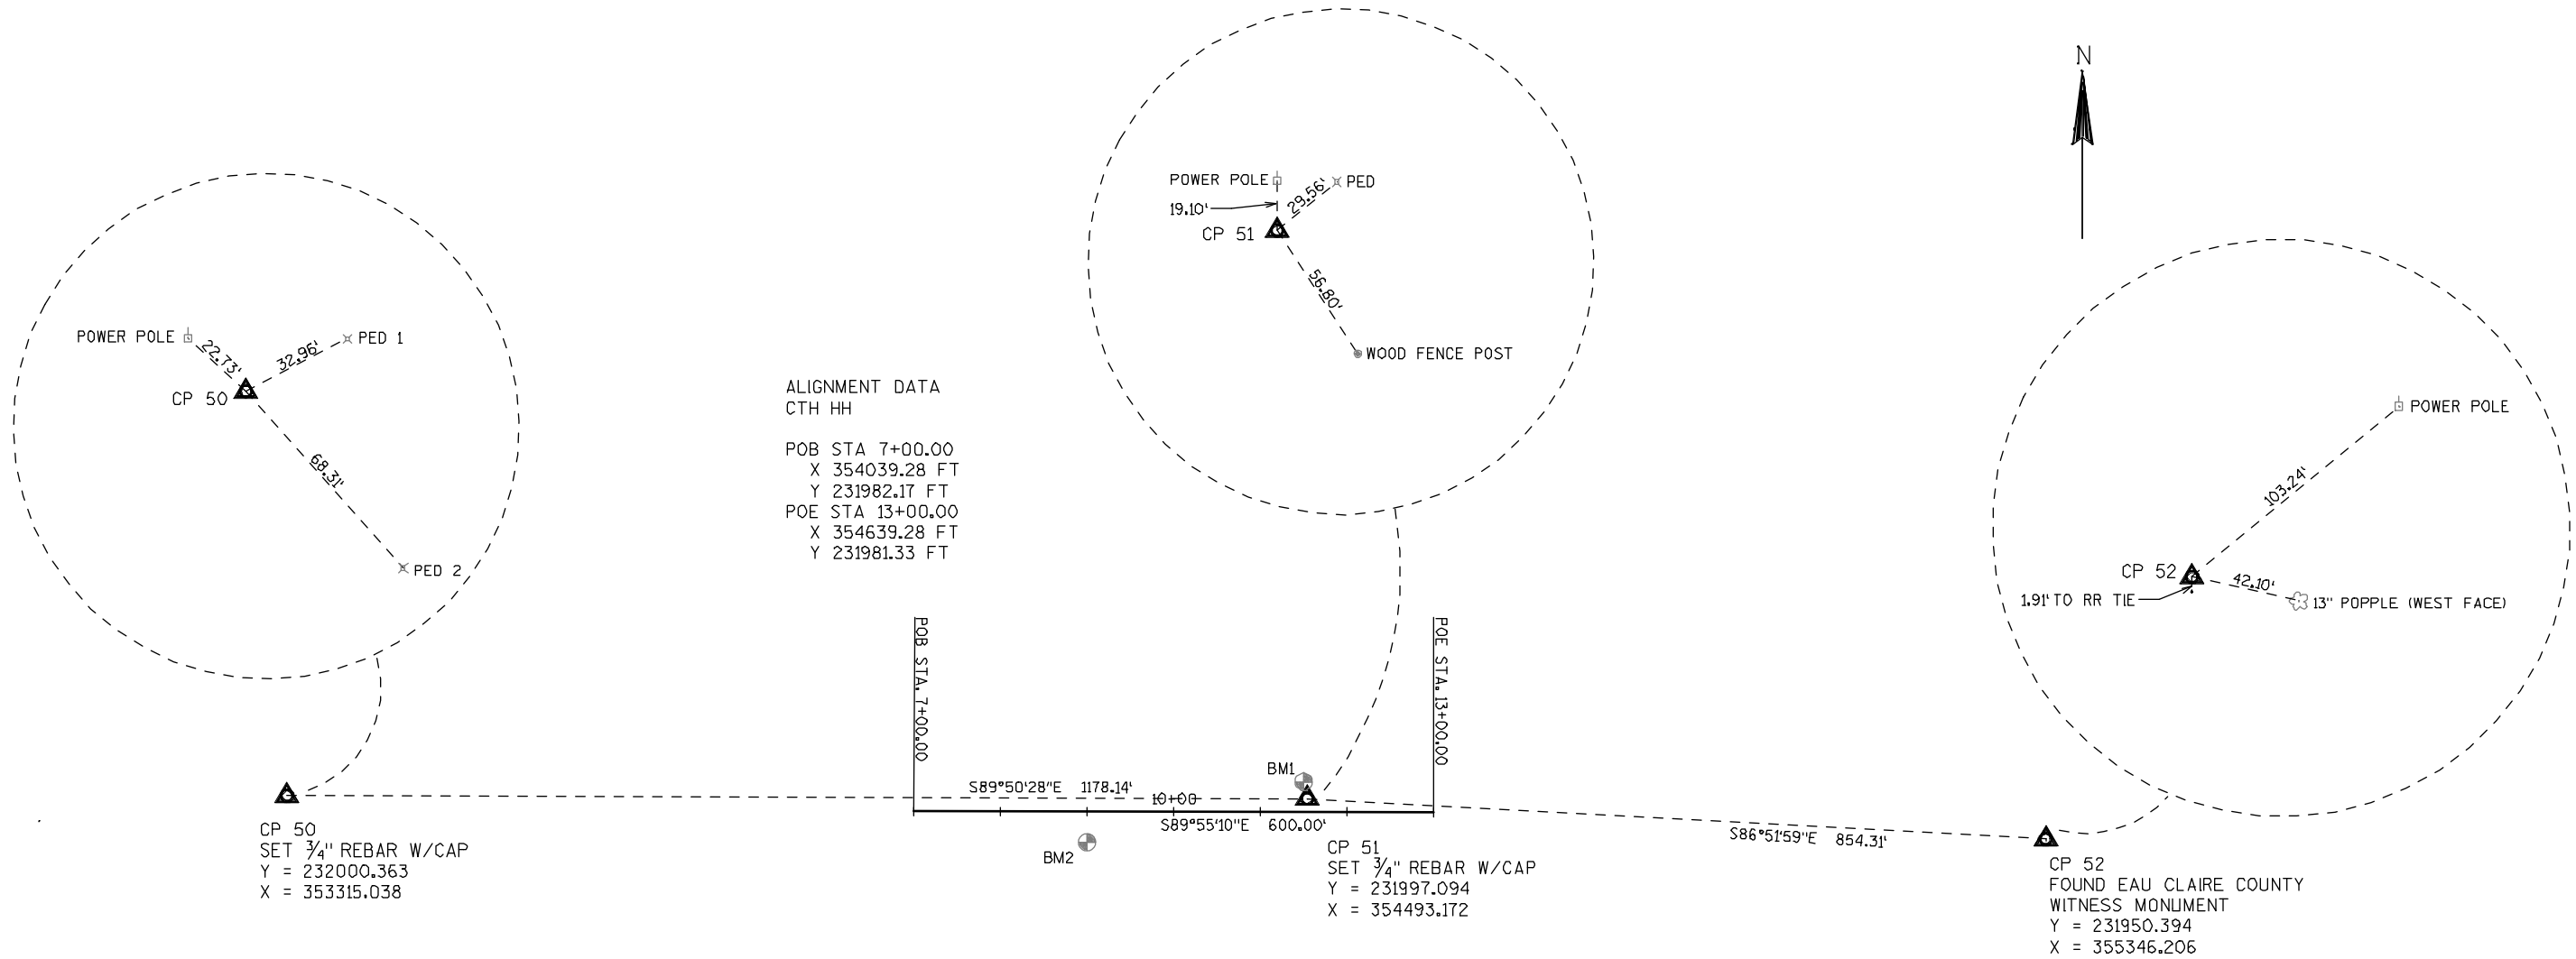 N
POWER POLE
PED
29.56'
19.10'
CP 51
56.80'
WOOD FENCE POST
POWER POLE
22.73'
32.96'
PED 1
CP 50
68.31'
PED 2
ALIGNMENT DATA
CTH HH
POB STA 7+00.00
X 354039.28 FT
Y 231982.17 FT
POE STA 13+00.00
X 354639.28 FT
Y 231981.33 FT
POWER POLE
103.24'
CP 52
42.10'
1.91' TO RR TIE
13" POPPLE (WEST FACE)
POB STA. 7+00.00
POE STA. 13+00.00
BM1
S89°50'28"E 1178.14'
10+00
S89°55'10"E 600.00'
BM2
S86°51'59"E 854.31'
CP 50
SET 3/4" REBAR W/CAP
Y = 232000.363
X = 353315.038
CP 51
SET 3/4" REBAR W/CAP
Y = 231997.094
X = 354493.172
CP 52
FOUND EAU CLAIRE COUNTY
WITNESS MONUMENT
Y = 231950.394
X = 355346.206